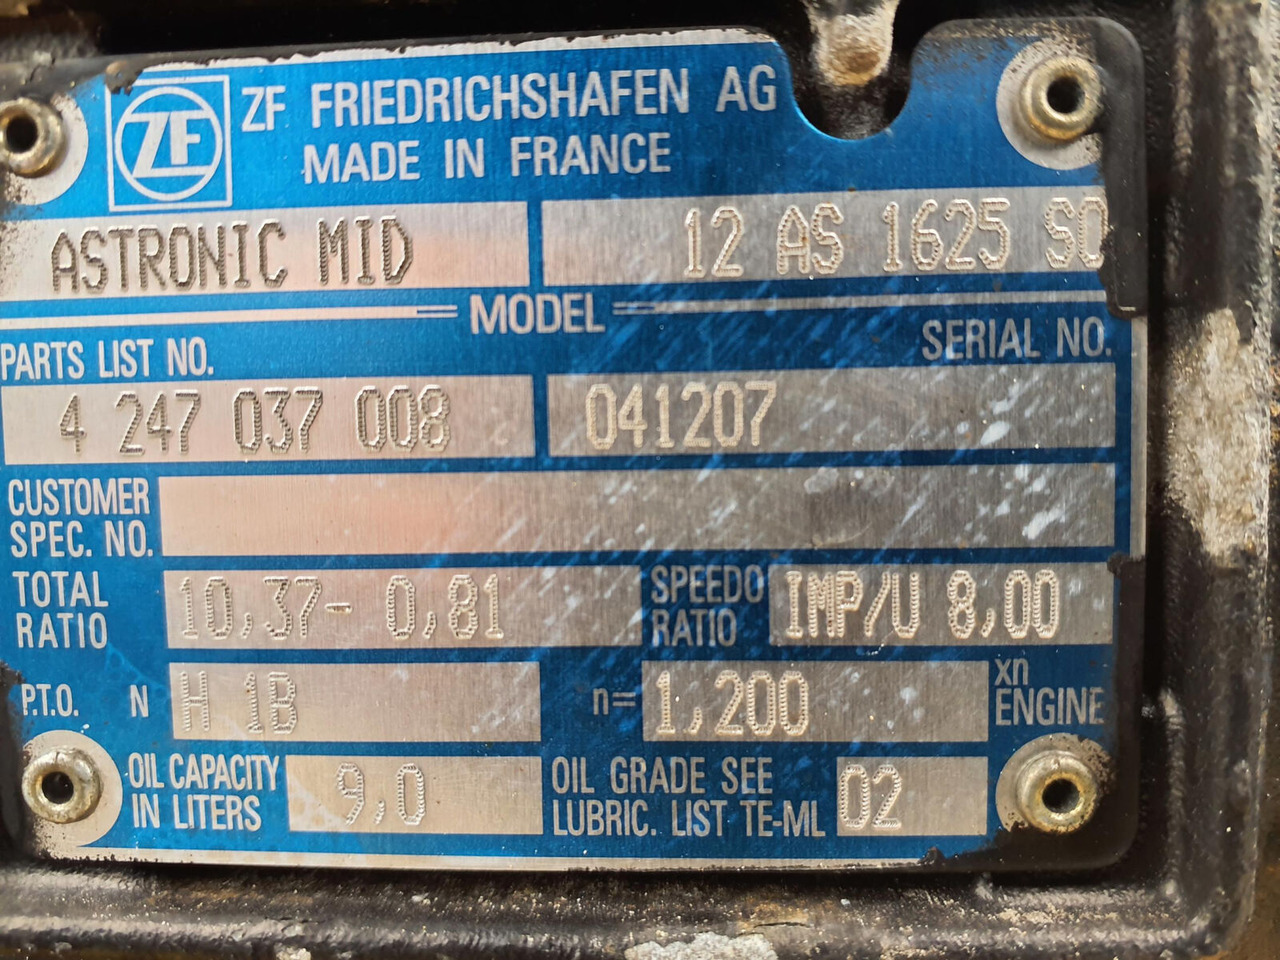 ZF ZF FRIEDRICHSHAFEN AG
MADE IN FRANCE
ASTRONIC MID 12 AS 1625 SO
MODEL
PARTS LIST NO. SERIAL NO.
4 247 037 008 041207
CUSTOMER
SPEC. NO.
TOTAL
RATIO 10,37- 0,81 SPEEDO
RATIO IMP/U 8,00
P.T.O. N H 1B n= 1,200 xn
ENGINE
OIL CAPACITY
IN LITERS 9,0 OIL GRADE SEE
LUBRIC. LIST TE-ML 02